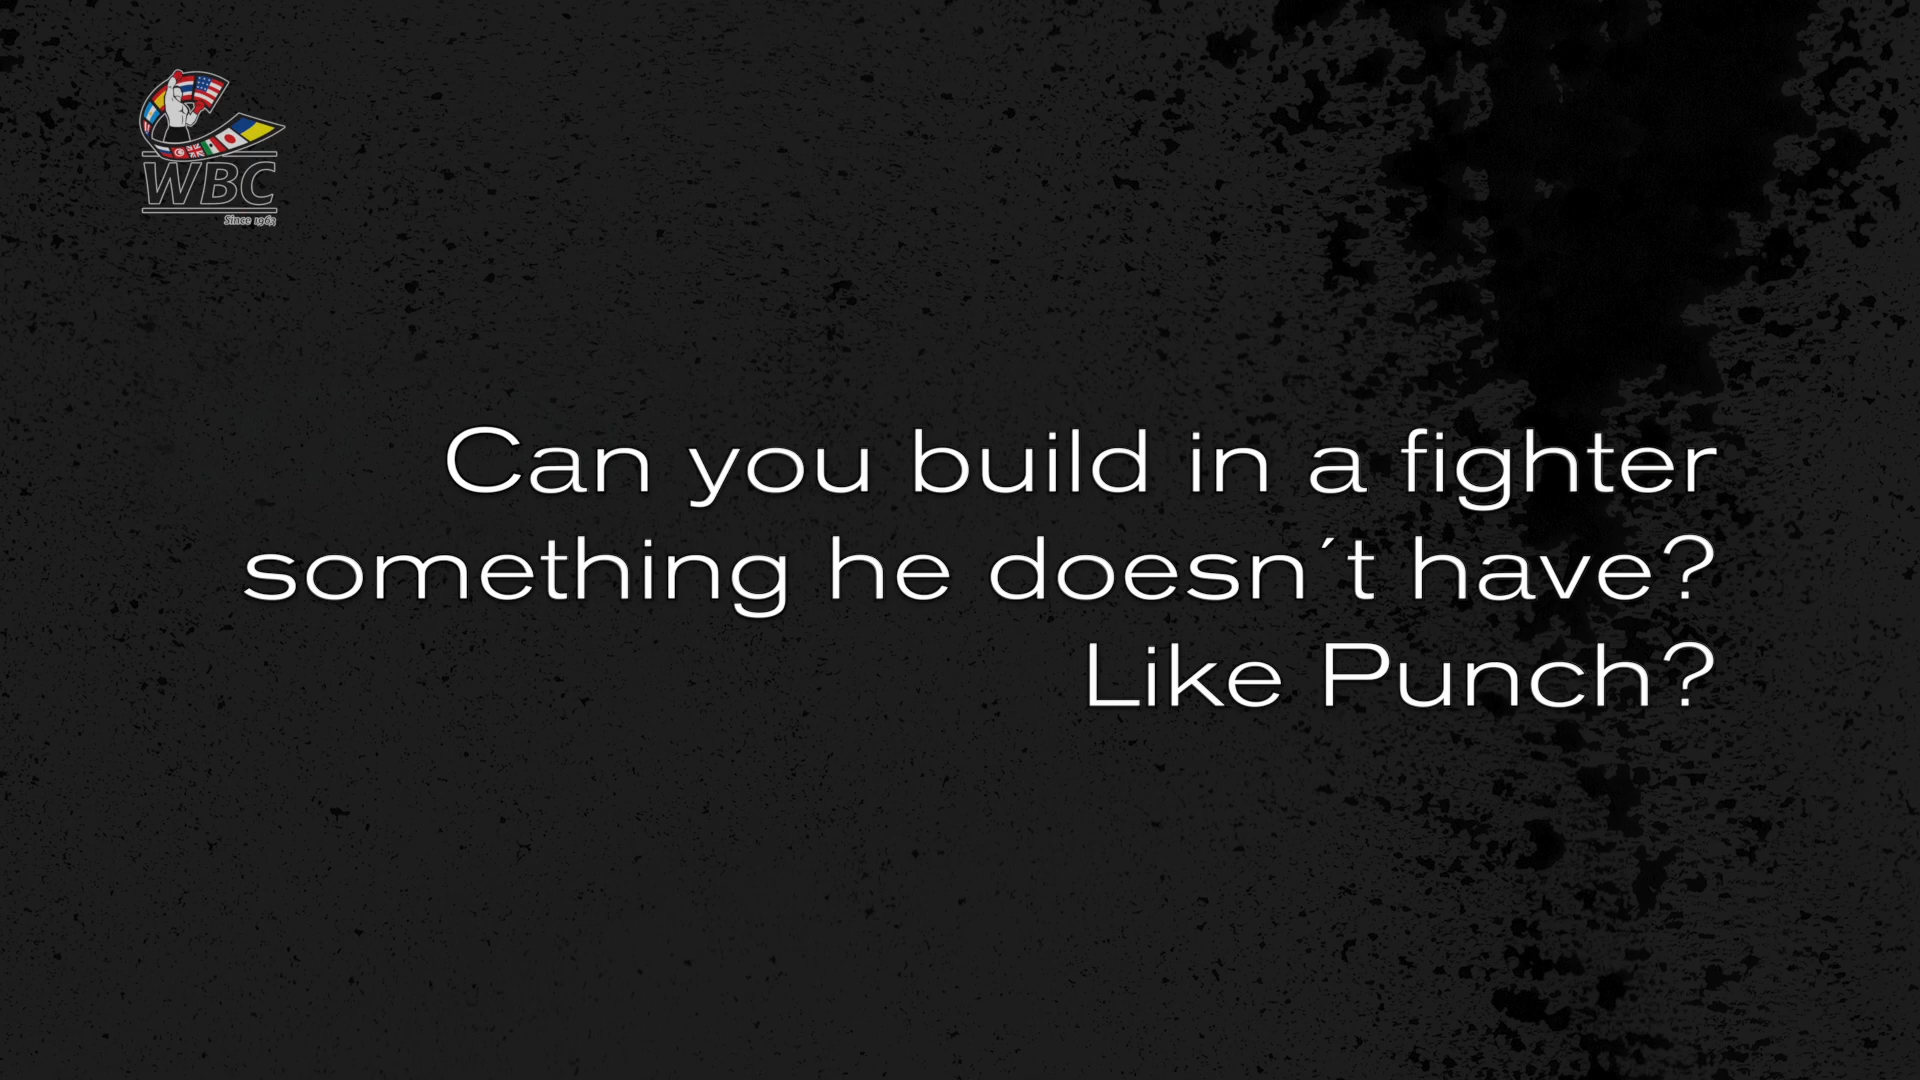 WBC
Since 1963
Can you build in a fighter
something he doesn´t have?
Like Punch?